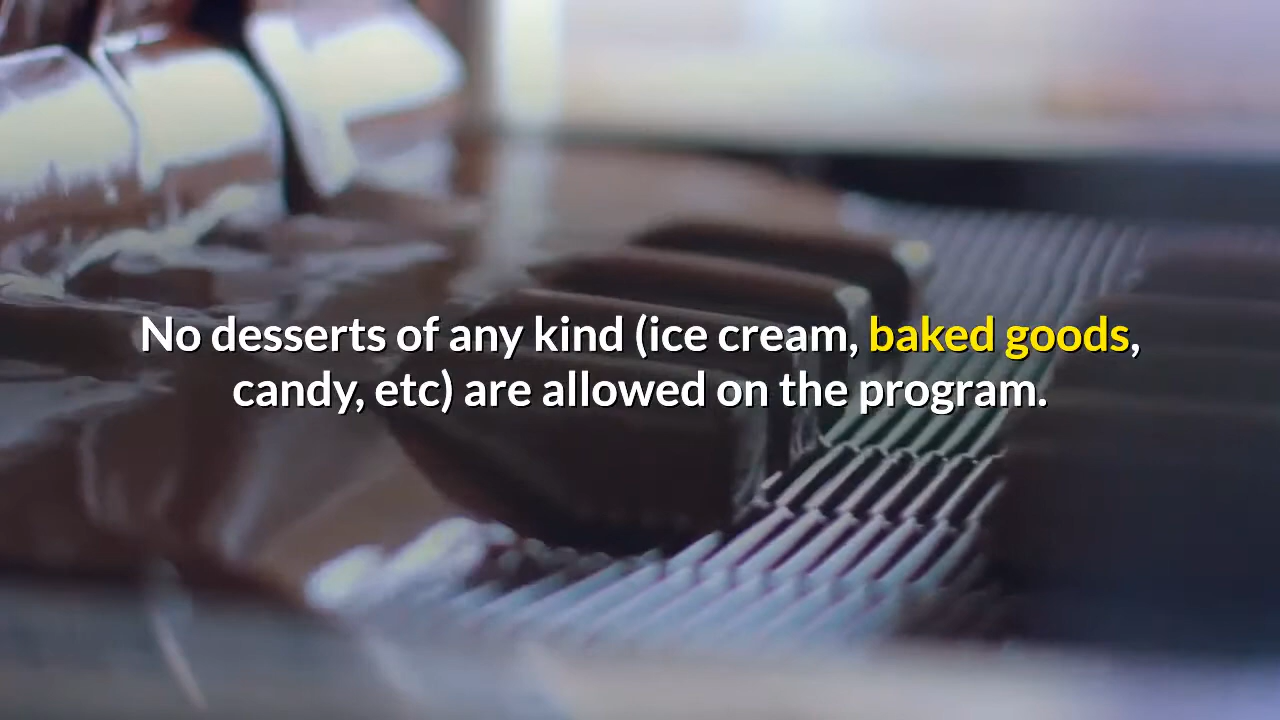 No desserts of any kind (ice cream, baked goods,
candy, etc) are allowed on the program.